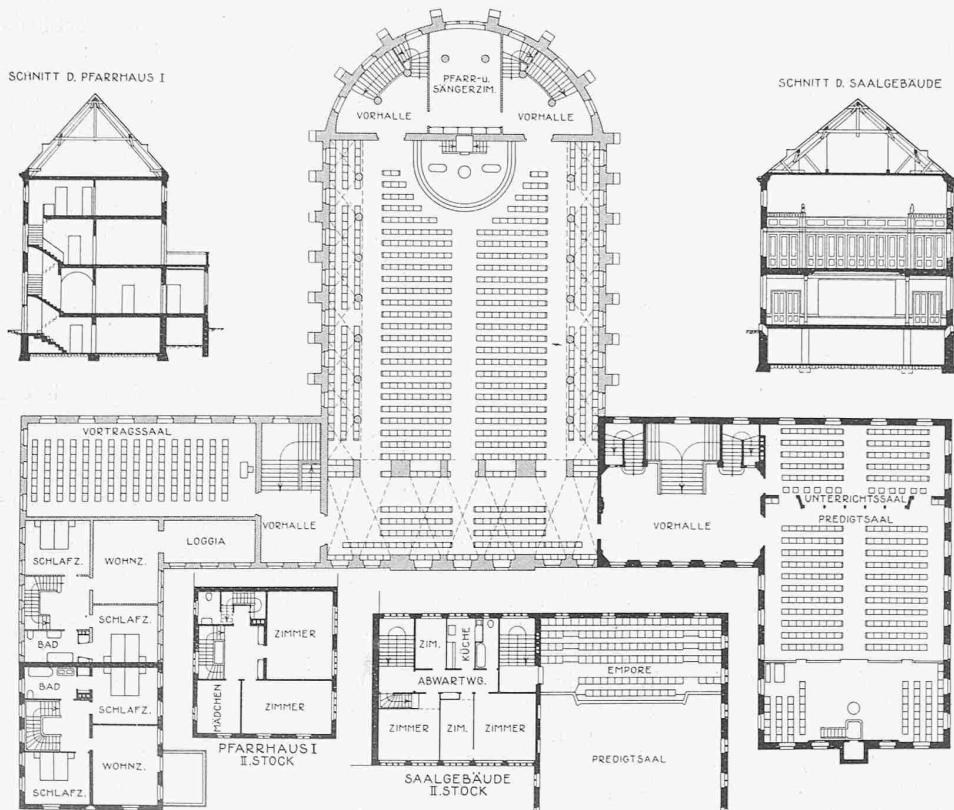 SCHNITT D. PFARRHAUS I
SCHNITT D. SAALGEBÄUDE
PFARR- U.
SÄNGERZIM.
VORHALLE
VORHALLE
VORTRAGSSAAL
VORHALLE
LOGGIA
WOHNZ.
SCHLAFZ.
SCHLAFZ.
BAD
BAD
SCHLAFZ.
WOHNZ.
SCHLAFZ.
VORHALLE
UNTERRICHTSSAAL
PREDIGTSAAL
ZIMMER
MÄDCHEN
ZIMMER
PFARRHAUS I
II. STOCK
ZIM.
KÜCHE
ABWARTWG.
ZIMMER
ZIM.
ZIMMER
EMPORE
PREDIGTSAAL
SAALGEBÄUDE
II. STOCK